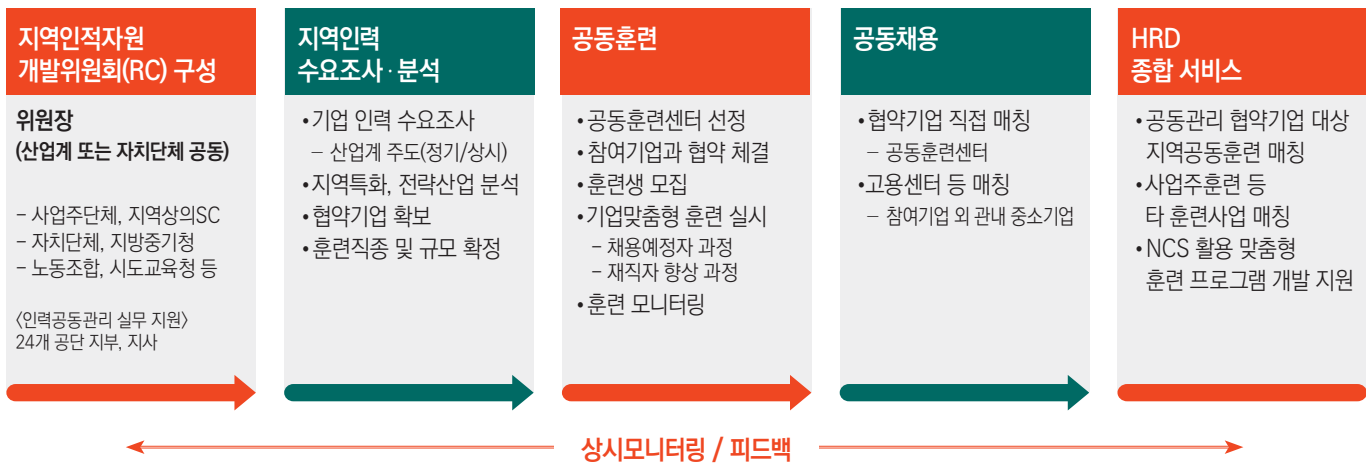 지역인적자원
개발위원회(RC) 구성
위원장
(산업계 또는 자치단체 공동)
– 사업주단체, 지역상의SC
– 자치단체, 지방중기청
– 노동조합, 시도교육청 등
〈인력공동관리 실무 지원〉
24개 공단 지부, 지사
지역인력
수요조사·분석
•기업 인력 수요조사
– 산업계 주도(정기/상시)
•지역특화, 전략산업 분석
•협약기업 확보
•훈련직종 및 규모 확정
공동훈련
•공동훈련센터 선정
•참여기업과 협약 체결
•훈련생 모집
•기업맞춤형 훈련 실시
– 채용예정자 과정
– 재직자 향상 과정
•훈련 모니터링
공동채용
•협약기업 직접 매칭
– 공동훈련센터
•고용센터 등 매칭
– 참여기업 외 관내 중소기업
HRD
종합 서비스
•공동관리 협약기업 대상
지역공동훈련 매칭
•사업주훈련 등
타 훈련사업 매칭
•NCS 활용 맞춤형
훈련 프로그램 개발 지원
상시모니터링 / 피드백